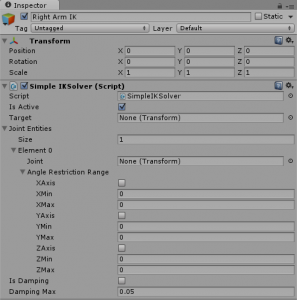 Inspector
Right Arm IK Static
Tag Untagged Layer Default
Transform
Position X 0 Y 0 Z 0
Rotation X 0 Y 0 Z 0
Scale X 1 Y 1 Z 1
Simple IKSolver (Script)
Script SimpleIKSolver
Is Active
Target None (Transform)
Joint Entities
Size 1
Element 0
Joint None (Transform)
Angle Restriction Range
XAxis
XMin 0
XMax 0
YAxis
YMin 0
YMax 0
ZAxis
ZMin 0
ZMax 0
Is Damping
Damping Max 0.05